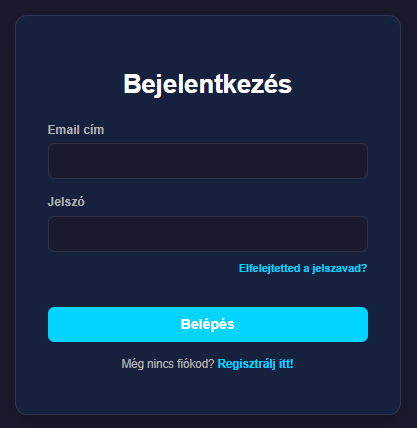 Bejelentkezés
Email cím
Jelszó
Elfelejtetted a jelszavad?
Belépés
Még nincs fiókod? Regisztrálj itt!